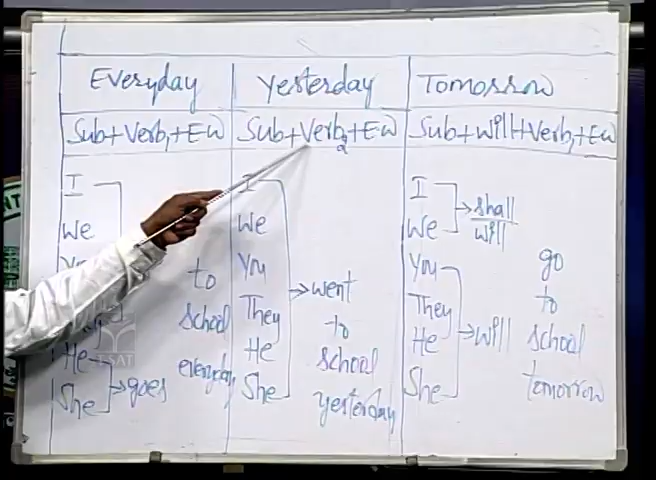 Everyday Yesterday Tomorrow
Sub+Verb1+EW Sub+Verb2+EW Sub+Will+Verb1+EW
I I I
shall
We We We will
to You You go
They They to
school went He will school
to
He everyday He
school
goes
She She yesterday She tomorrow
T-SAT